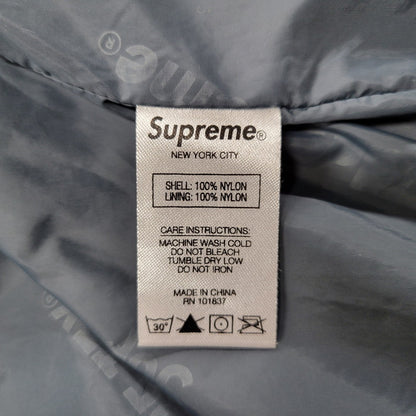 Supreme®
NEW YORK CITY
SHELL: 100% NYLON
LINING: 100% NYLON
CARE INSTRUCTIONS:
MACHINE WASH COLD
DO NOT BLEACH
TUMBLE DRY LOW
DO NOT IRON
MADE IN CHINA
RN 101837
30°